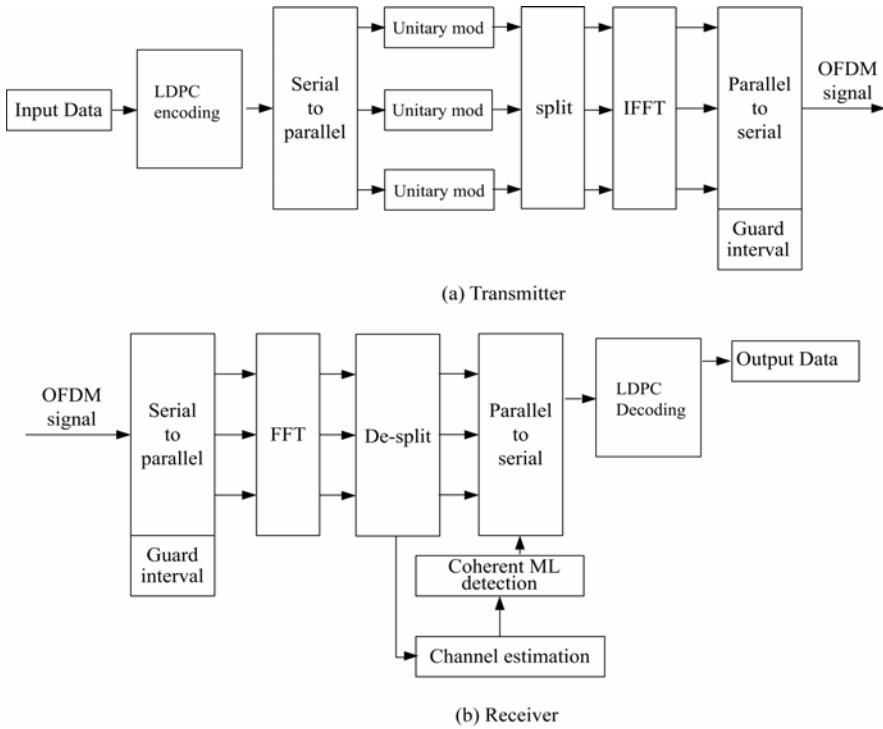 Input Data
LDPC
encoding
Serial
to
parallel
Unitary mod
Unitary mod
Unitary mod
split
IFFT
Parallel
to
serial
Guard
interval
OFDM
signal
(a) Transmitter
OFDM
signal
Serial
to
parallel
Guard
interval
FFT
De-split
Parallel
to
serial
Coherent ML
detection
Channel estimation
LDPC
Decoding
Output Data
(b) Receiver